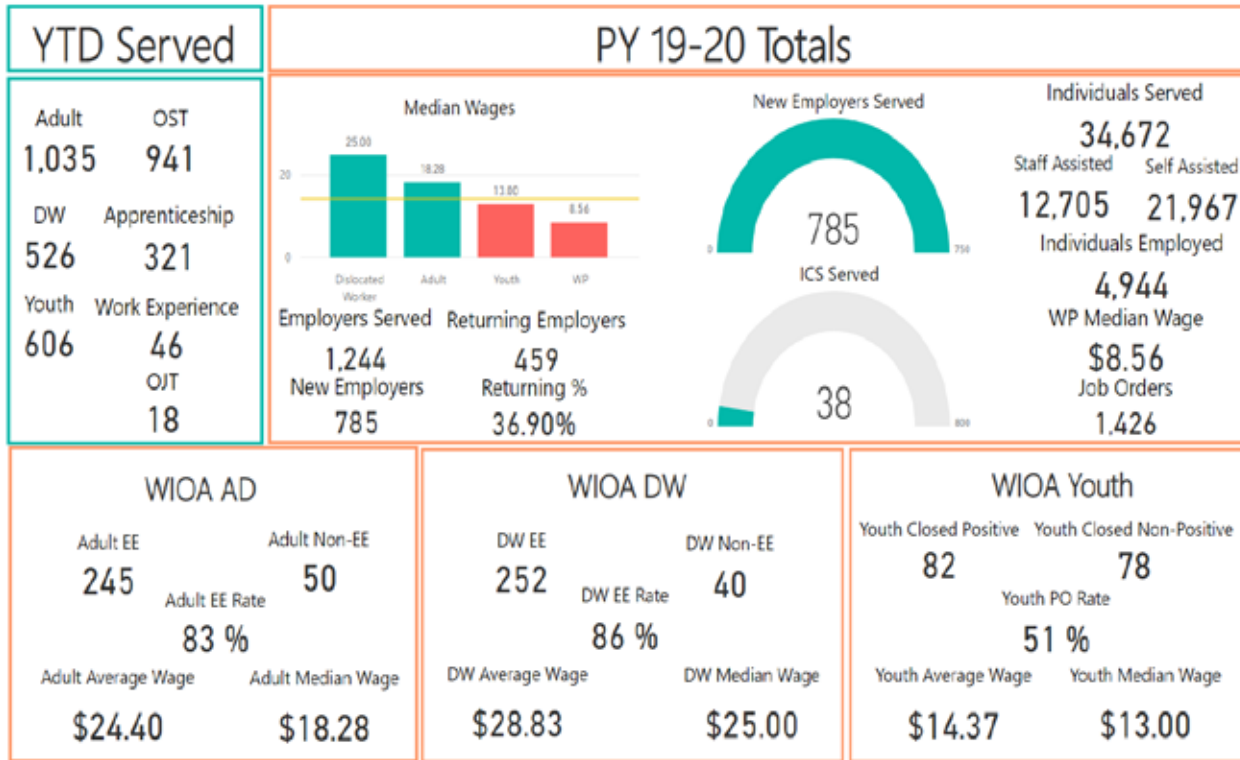 YTD Served
PY 19-20 Totals
Adult OST
1,035 941
DW Apprenticeship
526 321
Youth Work Experience
606 46
OJT
18
Median Wages
25.00
20
18.28
13.00
8.56
0
Dislocated Worker Adult Youth WP
Employers Served Returning Employers
1,244 459
New Employers Returning %
785 36.90%
New Employers Served
785
0 750
ICS Served
38
0 800
Individuals Served
34,672
Staff Assisted Self Assisted
12,705 21,967
Individuals Employed
4,944
WP Median Wage
$8.56
Job Orders
1,426
WIOA AD
Adult EE Adult Non-EE
245 50
Adult EE Rate
83 %
Adult Average Wage Adult Median Wage
$24.40 $18.28
WIOA DW
DW EE DW Non-EE
252 40
DW EE Rate
86 %
DW Average Wage DW Median Wage
$28.83 $25.00
WIOA Youth
Youth Closed Positive Youth Closed Non-Positive
82 78
Youth PO Rate
51 %
Youth Average Wage Youth Median Wage
$14.37 $13.00